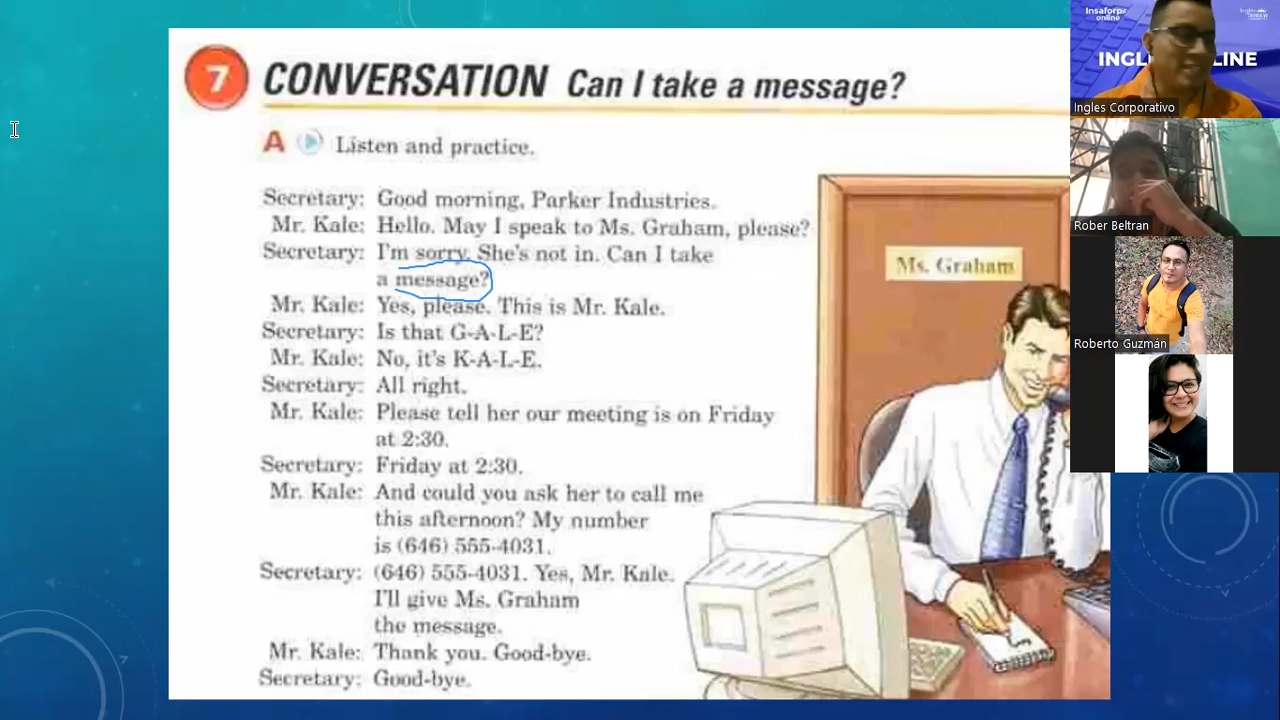 7 CONVERSATION Can I take a message?
A Listen and practice.
Secretary: Good morning, Parker Industries.
Mr. Kale: Hello. May I speak to Ms. Graham, please?
Secretary: I'm sorry. She's not in. Can I take
a message?
Mr. Kale: Yes, please. This is Mr. Kale.
Secretary: Is that G-A-L-E?
Mr. Kale: No, it's K-A-L-E.
Secretary: All right.
Mr. Kale: Please tell her our meeting is on Friday
at 2:30.
Secretary: Friday at 2:30.
Mr. Kale: And could you ask her to call me
this afternoon? My number
is (646) 555-4031.
Secretary: (646) 555-4031. Yes, Mr. Kale.
I'll give Ms. Graham
the message.
Mr. Kale: Thank you. Good-bye.
Secretary: Good-bye.
Ms. Graham
Insaforp
online
INGL LINE
Ingles Corporativo
Rober Beltran
Roberto Guzmán